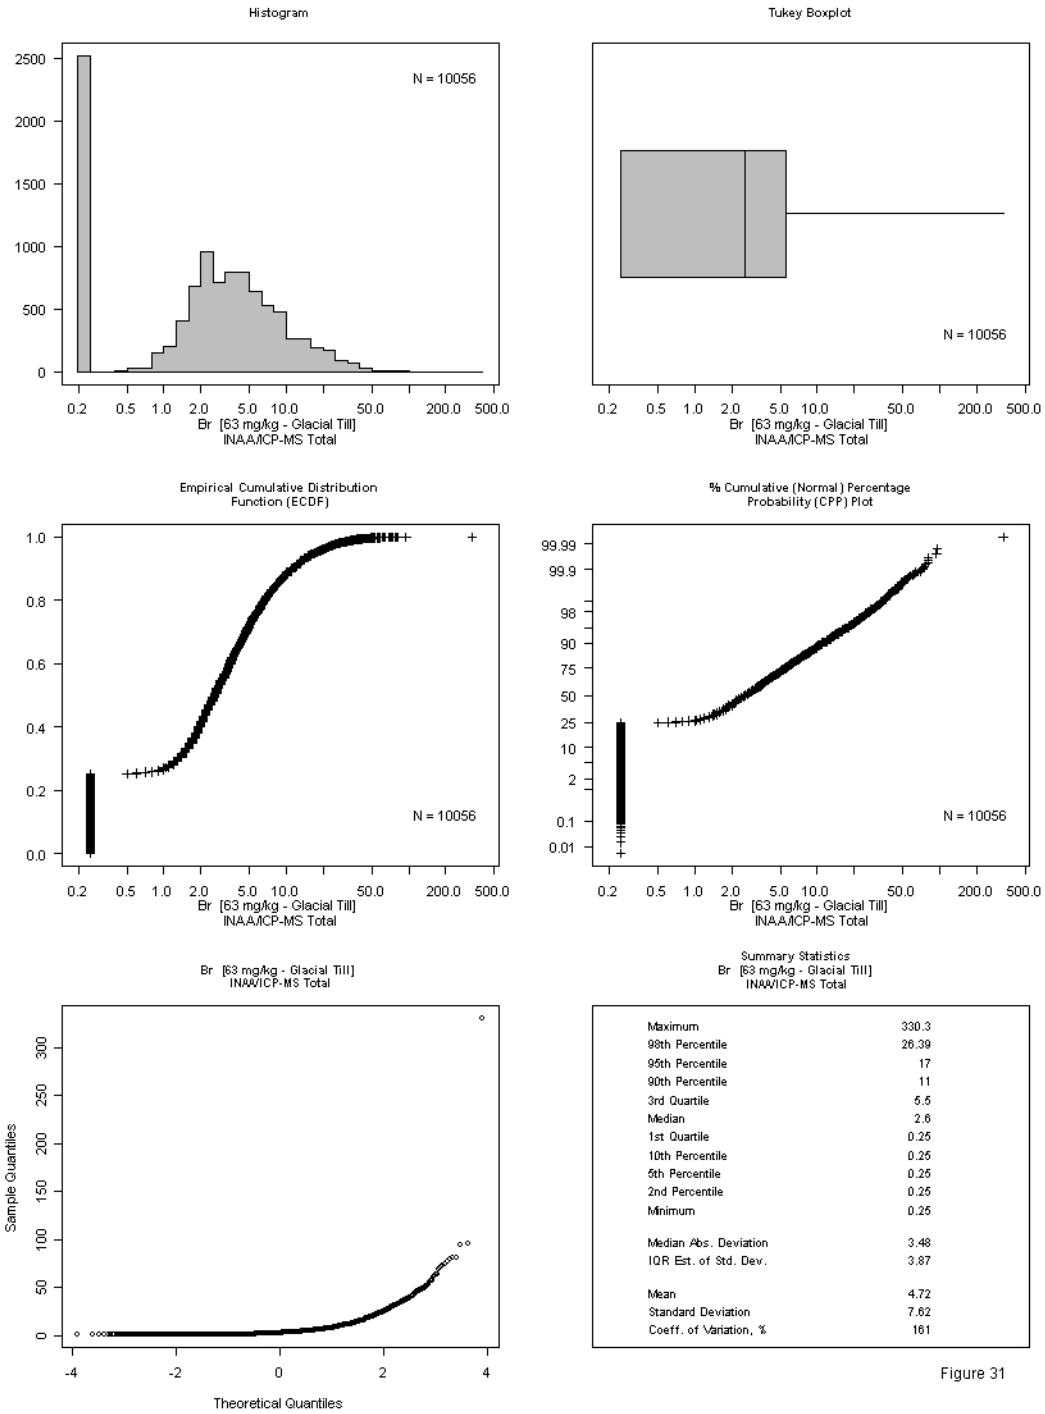 Histogram
2500
2000
1500
1000
500
0
N = 10056
0.2 0.5 1.0 2.0 5.0 10.0 50.0 200.0 500.0
Br [63 mg/kg - Glacial Till]
INAA/ICP-MS Total
Tukey Boxplot
N = 10056
0.2 0.5 1.0 2.0 5.0 10.0 50.0 200.0 500.0
Br [63 mg/kg - Glacial Till]
INAA/ICP-MS Total
Empirical Cumulative Distribution
Function (ECDF)
1.0
0.8
0.6
0.4
0.2
0.0
N = 10056
0.2 0.5 1.0 2.0 5.0 10.0 50.0 200.0 500.0
Br [63 mg/kg - Glacial Till]
INAA/ICP-MS Total
% Cumulative (Normal) Percentage
Probability (CPP) Plot
99.99
99.9
98
90
75
50
25
10
2
0.1
0.01
N = 10056
0.2 0.5 1.0 2.0 5.0 10.0 50.0 200.0 500.0
Br [63 mg/kg - Glacial Till]
INAA/ICP-MS Total
Br [63 mg/kg - Glacial Till]
INAA/ICP-MS Total
Sample Quantiles
300
250
200
150
100
50
0
-4 -2 0 2 4
Theoretical Quantiles
Summary Statistics
Br [63 mg/kg - Glacial Till]
INAA/ICP-MS Total
Maximum 330.3
98th Percentile 26.39
95th Percentile 17
90th Percentile 11
3rd Quartile 5.5
Median 2.6
1st Quartile 0.25
10th Percentile 0.25
5th Percentile 0.25
2nd Percentile 0.25
Minimum 0.25
Median Abs. Deviation 3.48
IQR Est. of Std. Dev. 3.87
Mean 4.72
Standard Deviation 7.62
Coeff. of Variation, % 161
Figure 31